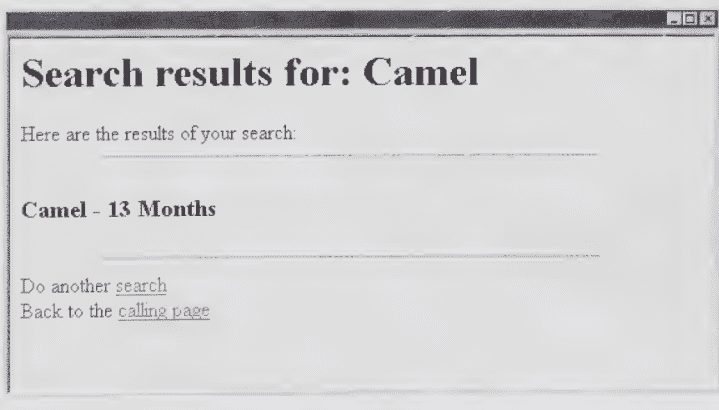 Search results for: Camel
Here are the results of your search:
Camel - 13 Months
Do another search
Back to the calling page